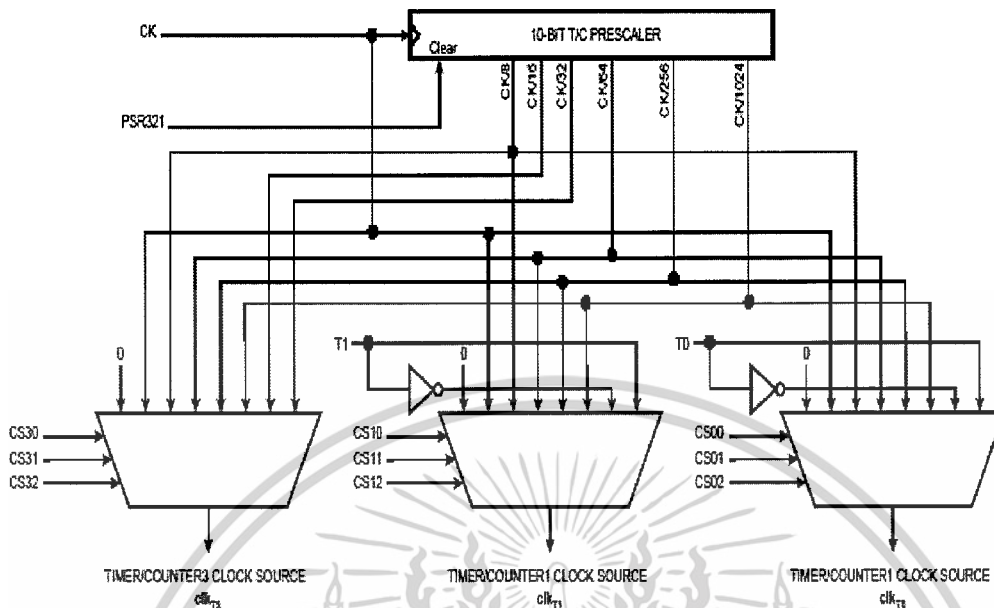 CK
10-BIT T/C PRESCALER
Clear
CK/8
CK/16
CK/32
CK/64
CK/256
CK/1024
PSR321
T1
T0
0
0
0
CS30
CS31
CS32
CS10
CS11
CS12
CS00
CS01
CS02
TIMER/COUNTER3 CLOCK SOURCE
clkT3
TIMER/COUNTER1 CLOCK SOURCE
clkT1
TIMER/COUNTER1 CLOCK SOURCE
clkT0